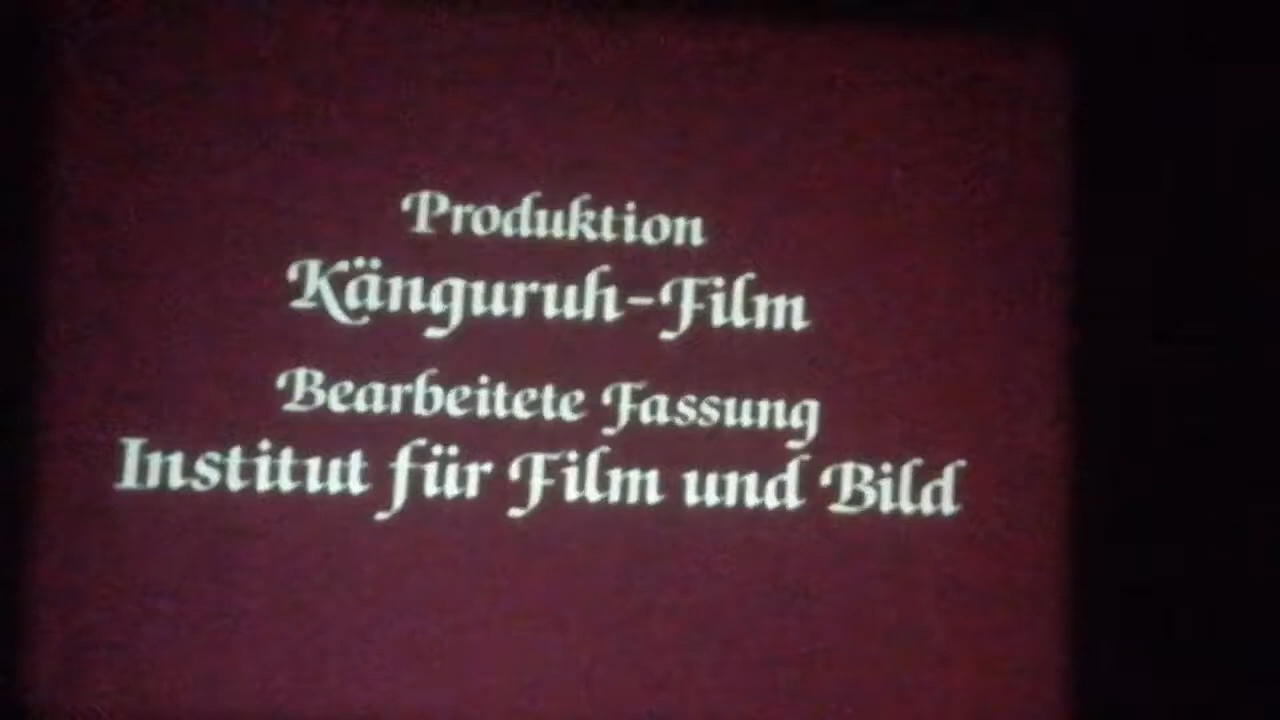 Produktion
Känguruh-Film
Bearbeitete Fassung
Institut für Film und Bild